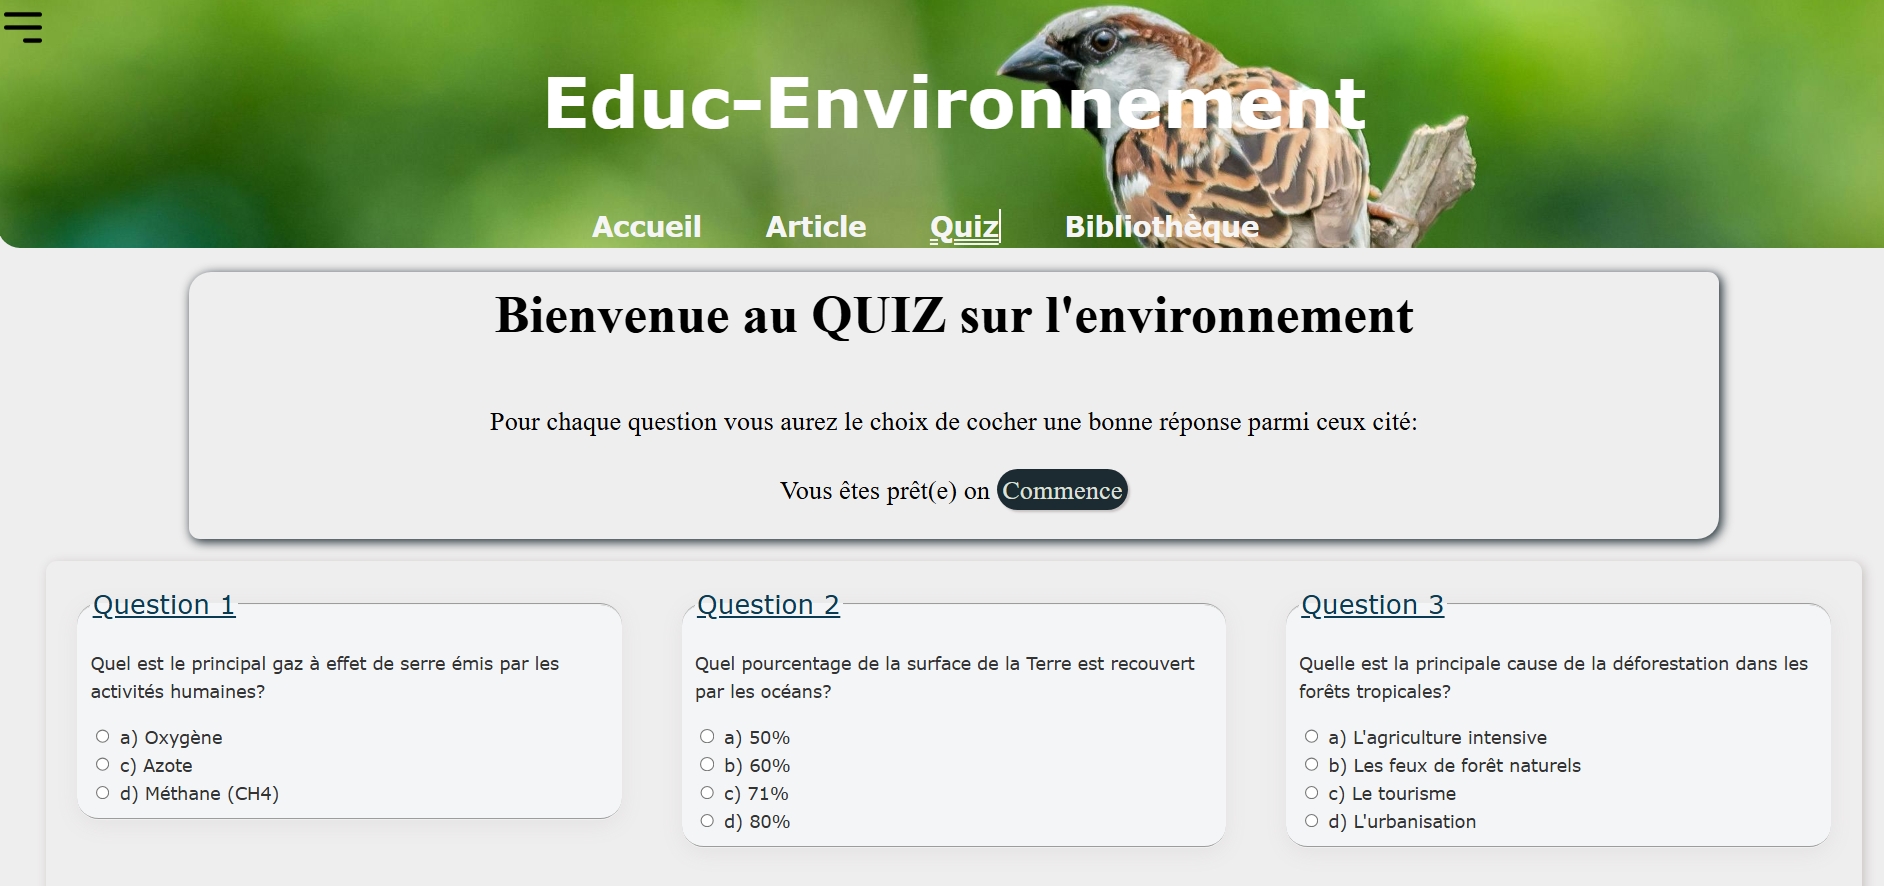 Educ-Environnement
Accueil Article Quiz Bibliothèque
Bienvenue au QUIZ sur l'environnement
Pour chaque question vous aurez le choix de cocher une bonne réponse parmi ceux cité:
Vous êtes prêt(e) on Commence
Question 1
Quel est le principal gaz à effet de serre émis par les
activités humaines?
a) Oxygène
c) Azote
d) Méthane (CH4)
Question 2
Quel pourcentage de la surface de la Terre est recouvert
par les océans?
a) 50%
b) 60%
c) 71%
d) 80%
Question 3
Quelle est la principale cause de la déforestation dans les
forêts tropicales?
a) L'agriculture intensive
b) Les feux de forêt naturels
c) Le tourisme
d) L'urbanisation